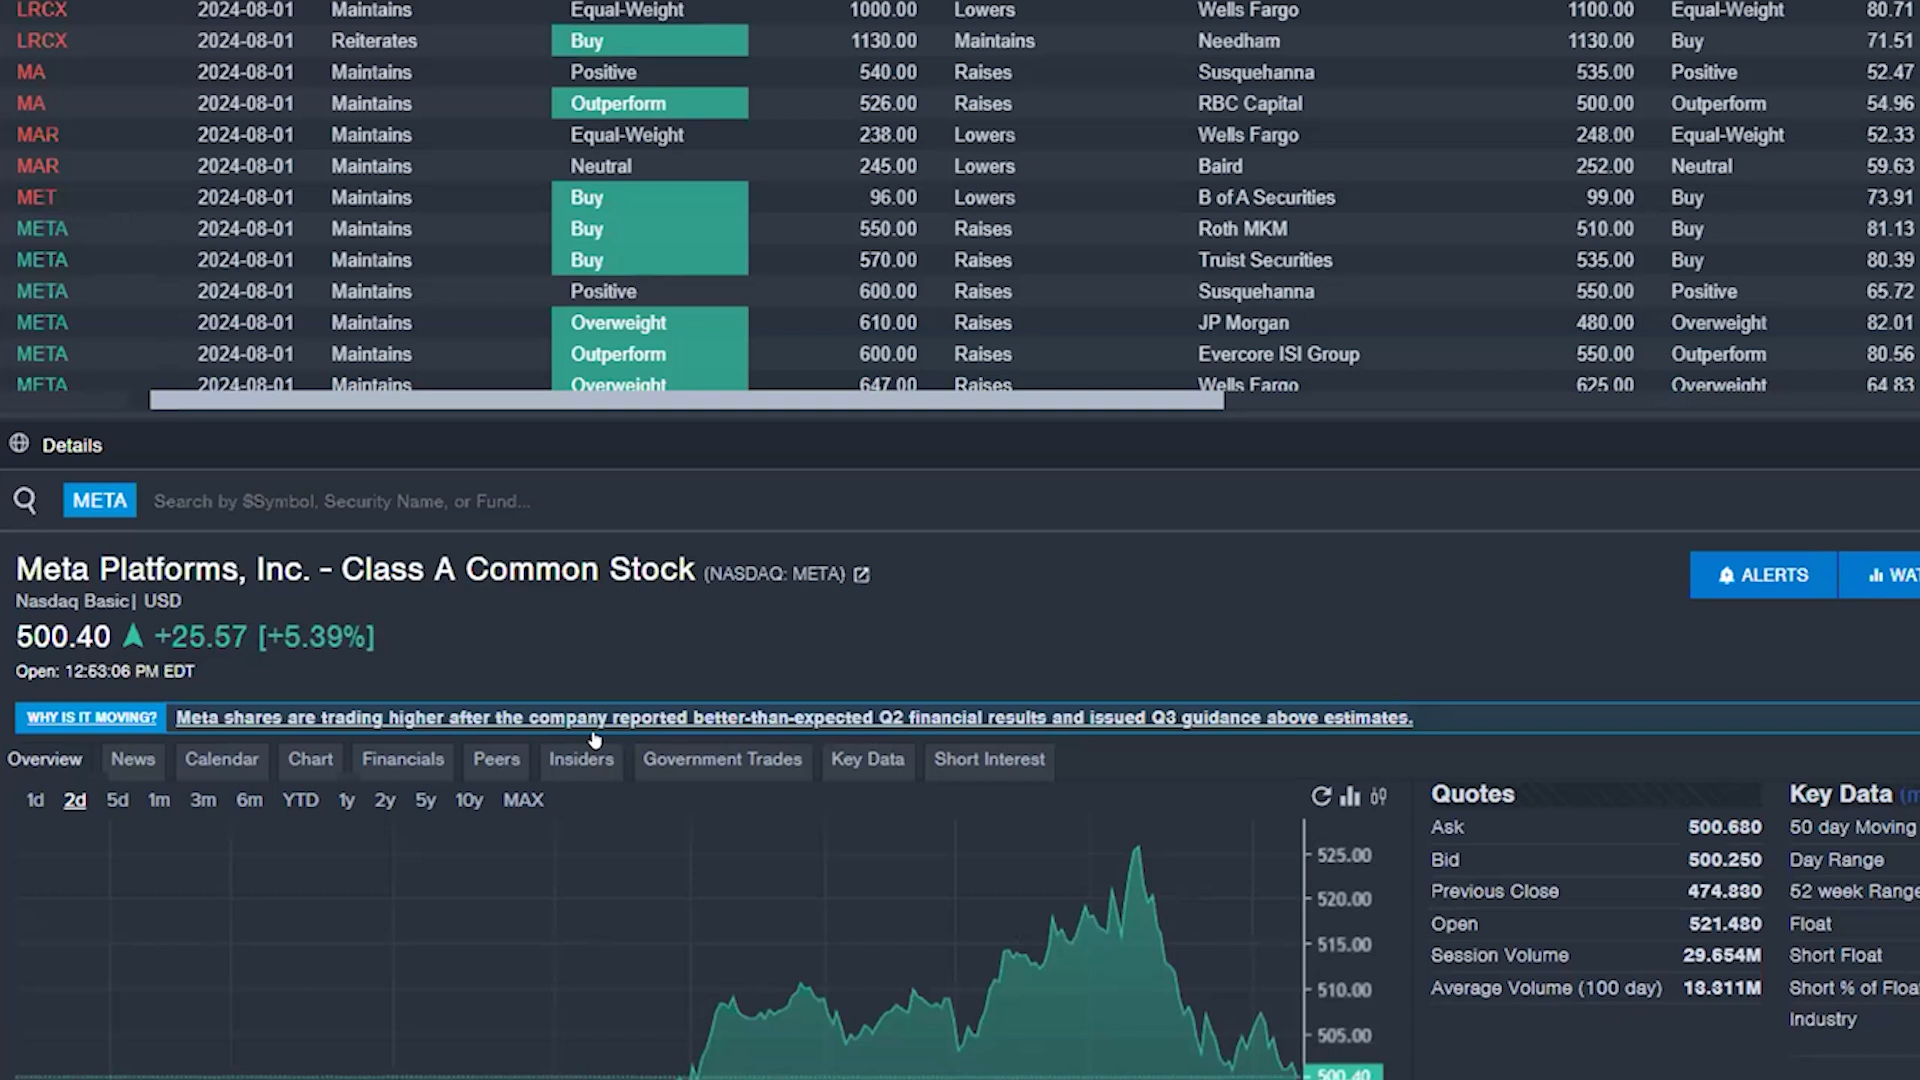 LRCX 2024-08-01 Maintains Equal-Weight 1000.00 Lowers Wells Fargo 1100.00 Equal-Weight 80.71
LRCX 2024-08-01 Reiterates Buy 1130.00 Maintains Needham 1130.00 Buy 71.51
MA 2024-08-01 Maintains Positive 540.00 Raises Susquehanna 535.00 Positive 52.47
MA 2024-08-01 Maintains Outperform 526.00 Raises RBC Capital 500.00 Outperform 54.96
MAR 2024-08-01 Maintains Equal-Weight 238.00 Lowers Wells Fargo 248.00 Equal-Weight 52.33
MAR 2024-08-01 Maintains Neutral 245.00 Lowers Baird 252.00 Neutral 59.63
MET 2024-08-01 Maintains Buy 96.00 Lowers B of A Securities 99.00 Buy 73.91
META 2024-08-01 Maintains Buy 550.00 Raises Roth MKM 510.00 Buy 81.13
META 2024-08-01 Maintains Buy 570.00 Raises Truist Securities 535.00 Buy 80.39
META 2024-08-01 Maintains Positive 600.00 Raises Susquehanna 550.00 Positive 65.72
META 2024-08-01 Maintains Overweight 610.00 Raises JP Morgan 480.00 Overweight 82.01
META 2024-08-01 Maintains Outperform 600.00 Raises Evercore ISI Group 550.00 Outperform 80.56
META 2024-08-01 Maintains Overweight 647.00 Raises Wells Fargo 625.00 Overweight 64.83
Details
META Search by $Symbol, Security Name, or Fund...
Meta Platforms, Inc. - Class A Common Stock (NASDAQ: META)
ALERTS WAT
Nasdaq Basic| USD
500.40 +25.57 [+5.39%]
Open: 12:53:06 PM EDT
WHY IS IT MOVING? Meta shares are trading higher after the company reported better-than-expected Q2 financial results and issued Q3 guidance above estimates.
Overview News Calendar Chart Financials Peers Insiders Government Trades Key Data Short Interest
1d 2d 5d 1m 3m 6m YTD 1y 2y 5y 10y MAX
525.00
520.00
515.00
510.00
505.00
500.40
Quotes
Ask 500.680
Bid 500.250
Previous Close 474.830
Open 521.480
Session Volume 29.654M
Average Volume (100 day) 13.311M
Key Data (m
50 day Moving
Day Range
52 week Range
Float
Short Float
Short % of Float
Industry